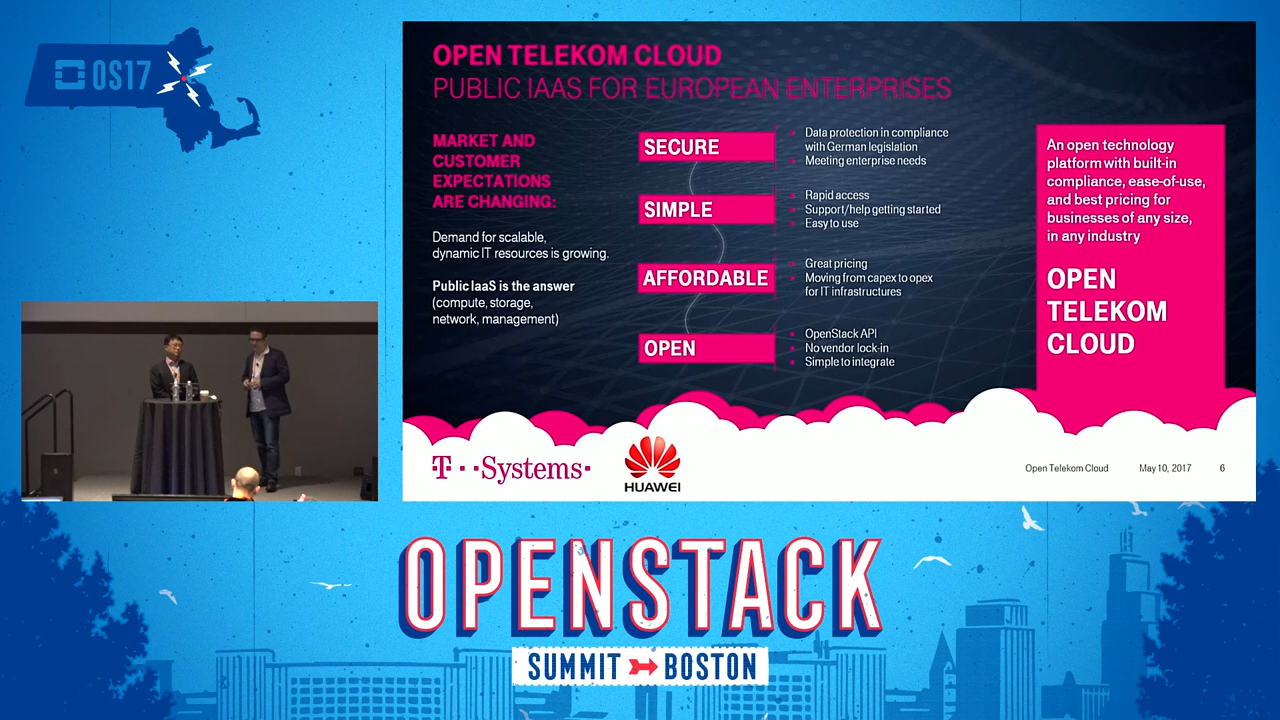 OS17
OPEN TELEKOM CLOUD
PUBLIC IAAS FOR EUROPEAN ENTERPRISES
MARKET AND
CUSTOMER
EXPECTATIONS
ARE CHANGING:
Demand for scalable,
dynamic IT resources is growing.
Public IaaS is the answer
(compute, storage,
network, management)
SECURE
Data protection in compliance
with German legislation
Meeting enterprise needs
SIMPLE
Rapid access
Support/help getting started
Easy to use
AFFORDABLE
Great pricing
Moving from capex to opex
for IT infrastructures
OPEN
OpenStack API
No vendor lock-in
Simple to integrate
An open technology
platform with built-in
compliance, ease-of-use,
and best pricing for
businesses of any size,
in any industry
OPEN
TELEKOM
CLOUD
T··Systems·
HUAWEI
Open Telekom Cloud May 10, 2017 6
OPENSTACK
SUMMIT BOSTON